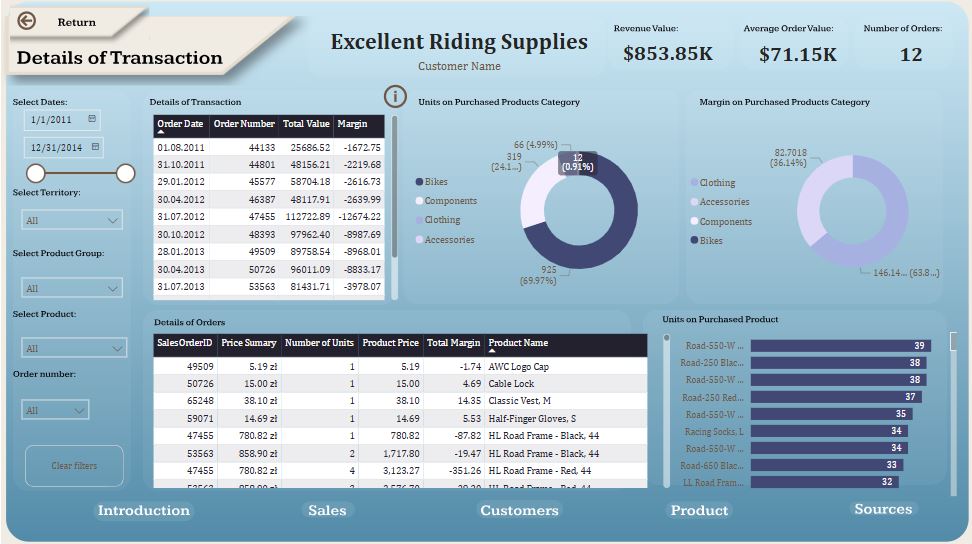 Return
Details of Transaction
Excellent Riding Supplies
Customer Name
Revenue Value:
$853.85K
Average Order Value:
$71.15K
Number of Orders:
12
Select Dates:
1/1/2011
12/31/2014
Select Territory:
All
Select Product Group:
All
Select Product:
All
Order number:
All
Clear filters
Details of Transaction
i
Order Date Order Number Total Value Margin
01.08.2011 44133 25686.52 -1672.75
31.10.2011 44801 48156.21 -2219.68
29.01.2012 45577 58704.18 -2616.73
30.04.2012 46387 48117.91 -2639.99
31.07.2012 47455 112722.89 -12674.22
30.10.2012 48393 97962.40 -8987.69
28.01.2013 49509 89758.54 -8968.01
30.04.2013 50726 96011.09 -8833.17
31.07.2013 53563 81431.71 -3978.07
Units on Purchased Products Category
Bikes
Components
Clothing
Accessories
66 (4.99%)
319
(24.1...)
12
(0.91%)
925
(69.97%)
Margin on Purchased Products Category
Clothing
Accessories
Components
Bikes
82.7018
(36.14%)
146.14... (63.8...)
Details of Orders
SalesOrderID Price Sumary Number of Units Product Price Total Margin Product Name
49509 5.19 zł 1 5.19 -1.74 AWC Logo Cap
50726 15.00 zł 1 15.00 4.69 Cable Lock
65248 38.10 zł 1 38.10 14.35 Classic Vest, M
59071 14.69 zł 1 14.69 5.53 Half-Finger Gloves, S
47455 780.82 zł 1 780.82 -87.82 HL Road Frame - Black, 44
53563 858.90 zł 2 1,717.80 -19.47 HL Road Frame - Black, 44
47455 780.82 zł 4 3,123.27 -351.26 HL Road Frame - Red, 44
Units on Purchased Product
Road-550-W ... 39
Road-250 Blac... 38
Road-550-W ... 38
Road-250 Red... 37
Road-550-W ... 35
Racing Socks, L 34
Road-550-W ... 34
Road-650 Blac... 33
LL Road Fram... 32
Introduction
Sales
Customers
Product
Sources